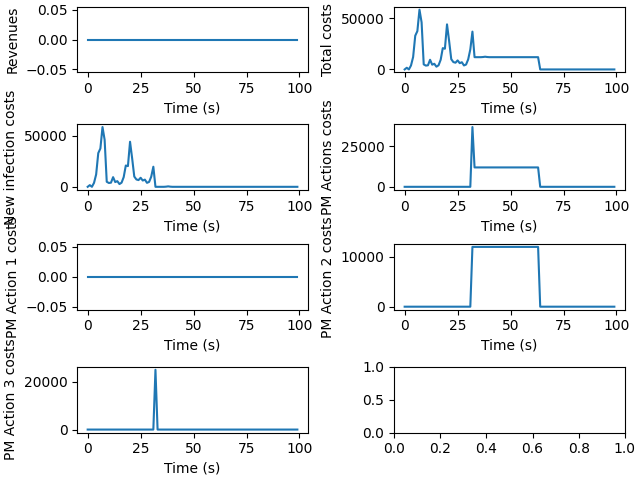 Revenues
0.05
0.00
−0.05
0 25 50 75 100
Time (s)
Total costs
50000
0
0 25 50 75 100
Time (s)
New infection costs
50000
0
0 25 50 75 100
Time (s)
PM Actions costs
25000
0
0 25 50 75 100
Time (s)
PM Action 1 costs
0.05
0.00
−0.05
0 25 50 75 100
Time (s)
PM Action 2 costs
10000
0
0 25 50 75 100
Time (s)
PM Action 3 costs
20000
0
0 25 50 75 100
Time (s)
1.0
0.5
0.0
0.0 0.2 0.4 0.6 0.8 1.0